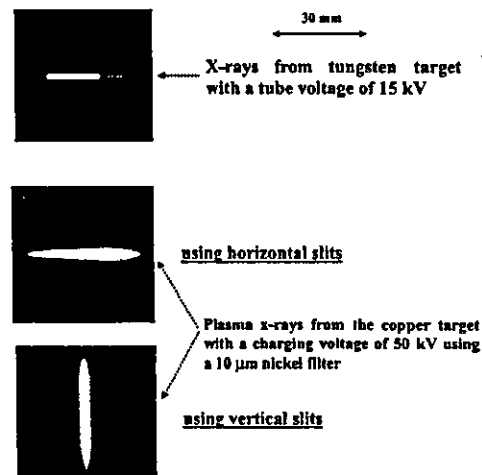 30 mm
X-rays from tungsten target
with a tube voltage of 15 kV
using horizontal slits
Plasma x-rays from the copper target
with a charging voltage of 50 kV using
a 10 μm nickel filter
using vertical slits